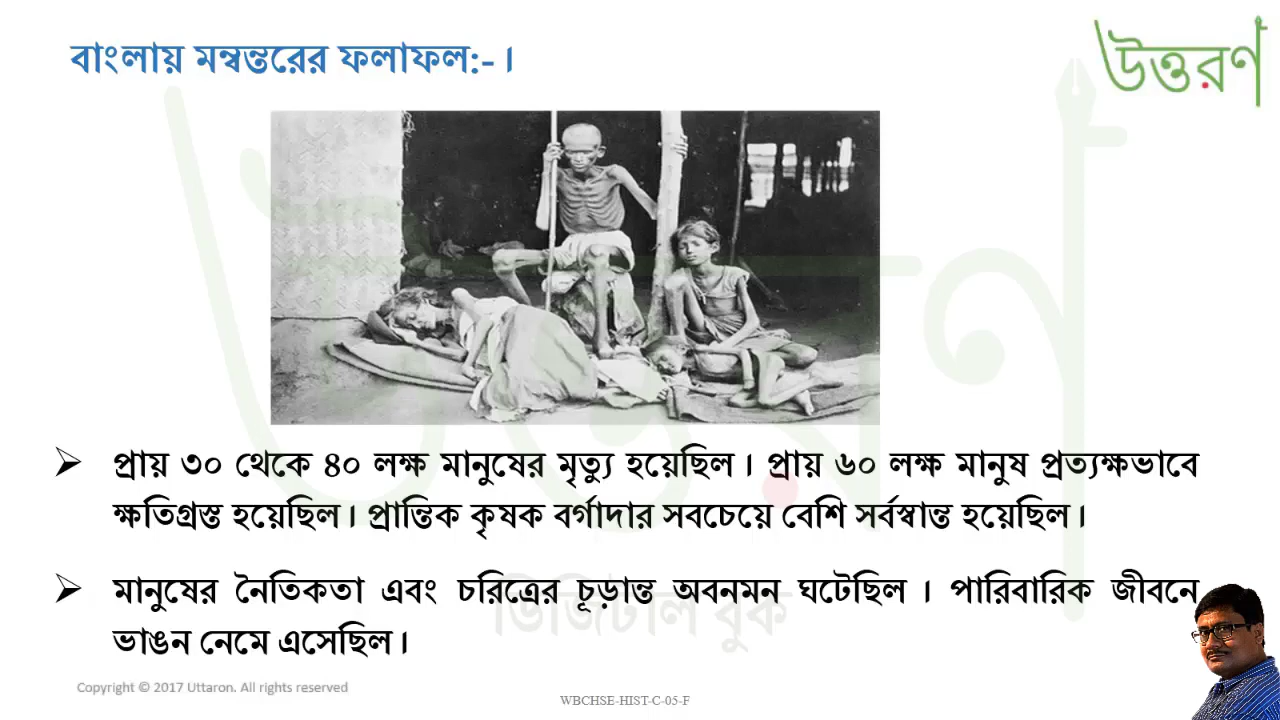 বাংলায় মন্বন্তরের ফলাফল:-।
উত্তরণ
➢ প্রায় ৩০ থেকে ৪০ লক্ষ মানুষের মৃত্যু হয়েছিল। প্রায় ৬০ লক্ষ মানুষ প্রত্যক্ষভাবে
ক্ষতিগ্রস্ত হয়েছিল। প্রান্তিক কৃষক বর্গাদার সবচেয়ে বেশি সর্বস্বান্ত হয়েছিল।
➢ মানুষের নৈতিকতা এবং চরিত্রের চূড়ান্ত অবনমন ঘটেছিল । পারিবারিক জীবনে
ভাঙন নেমে এসেছিল।
ডিজিটাল বুক
Copyright © 2017 Uttaron. All rights reserved
WBCHSE-HIST-C-05-F